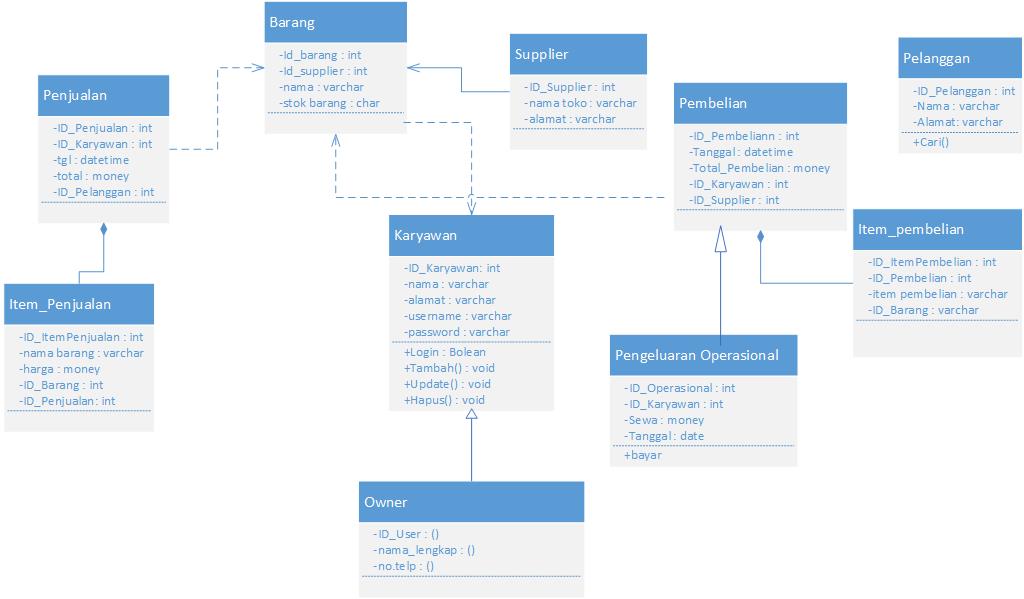 Barang
-Id_barang : int
-Id_supplier : int
-nama : varchar
-stok barang : char
Supplier
-ID_Supplier : int
-nama toko : varchar
-alamat : varchar
Pelanggan
-ID_Pelanggan : int
-Nama : varchar
-Alamat: varchar
+Cari()
Penjualan
-ID_Penjualan : int
-ID_Karyawan : int
-tgl : datetime
-total : money
-ID_Pelanggan : int
Pembelian
-ID_Pembeliann : int
-Tanggal : datetime
-Total_Pembelian : money
-ID_Karyawan : int
-ID_Supplier : int
Karyawan
-ID_Karyawan: int
-nama : varchar
-alamat : varchar
-username : varchar
-password : varchar
+Login : Bolean
+Tambah() : void
+Update() : void
+Hapus() : void
Item_pembelian
-ID_ItemPembelian : int
-ID_Pembelian : int
-item pembelian : varchar
-ID_Barang : varchar
Item_Penjualan
-ID_ItemPenjualan : int
-nama barang : varchar
-harga : money
-ID_Barang : int
-ID_Penjualan: int
Pengeluaran Operasional
-ID_Operasional : int
-ID_Karyawan : int
-Sewa : money
-Tanggal : date
+bayar
Owner
-ID_User : ()
-nama_lengkap : ()
-no.telp : ()